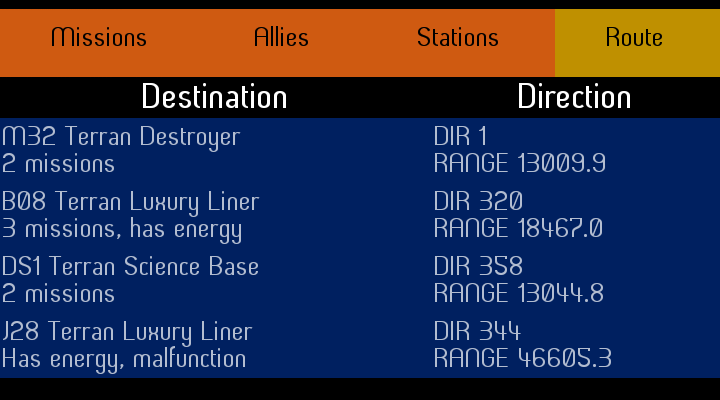 Missions Allies Stations Route
Destination Direction
M32 Terran Destroyer DIR 1
2 missions RANGE 13009.9
B08 Terran Luxury Liner DIR 320
3 missions, has energy RANGE 18467.0
DS1 Terran Science Base DIR 358
2 missions RANGE 13044.8
J28 Terran Luxury Liner DIR 344
Has energy, malfunction RANGE 46605.3